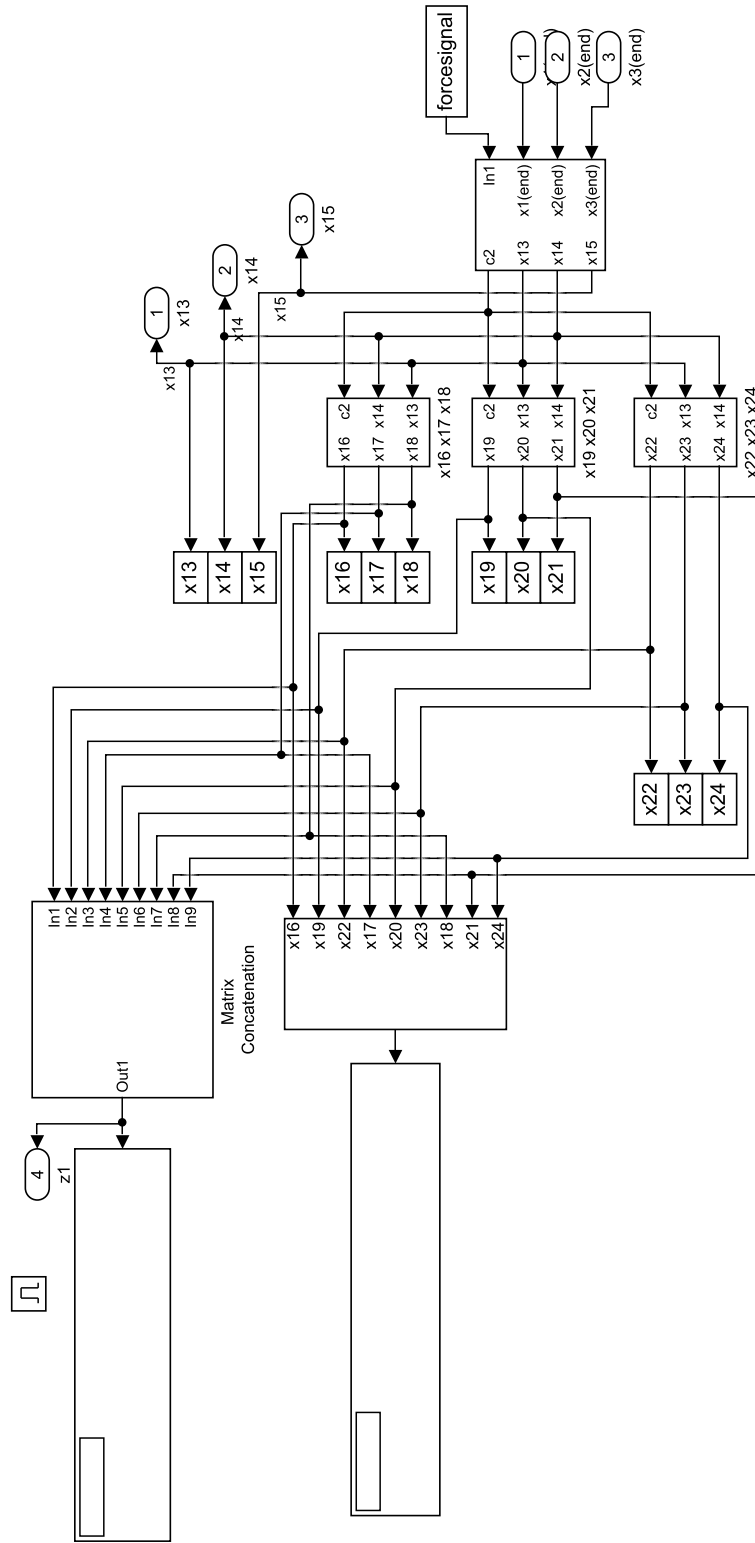 forcesignal
1
x1(end)
2
x2(end)
3
x3(end)
In1
x1(end)
x2(end)
x3(end)
c2
x13
x14
x15
1
x13
2
x14
3
x15
x13
x14
x15
c2
x14
x13
x16
x17
x18
x16 x17 x18
c2
x13
x14
x19
x20
x21
x19 x20 x21
c2
x13
x14
x22
x23
x24
x22 x23 x24
x13
x14
x15
x16
x17
x18
x19
x20
x21
x22
x23
x24
In1
In2
In3
In4
In5
In6
In7
In8
In9
Out1
Matrix
Concatenation
x16
x19
x22
x17
x20
x23
x18
x21
x24
4
z1